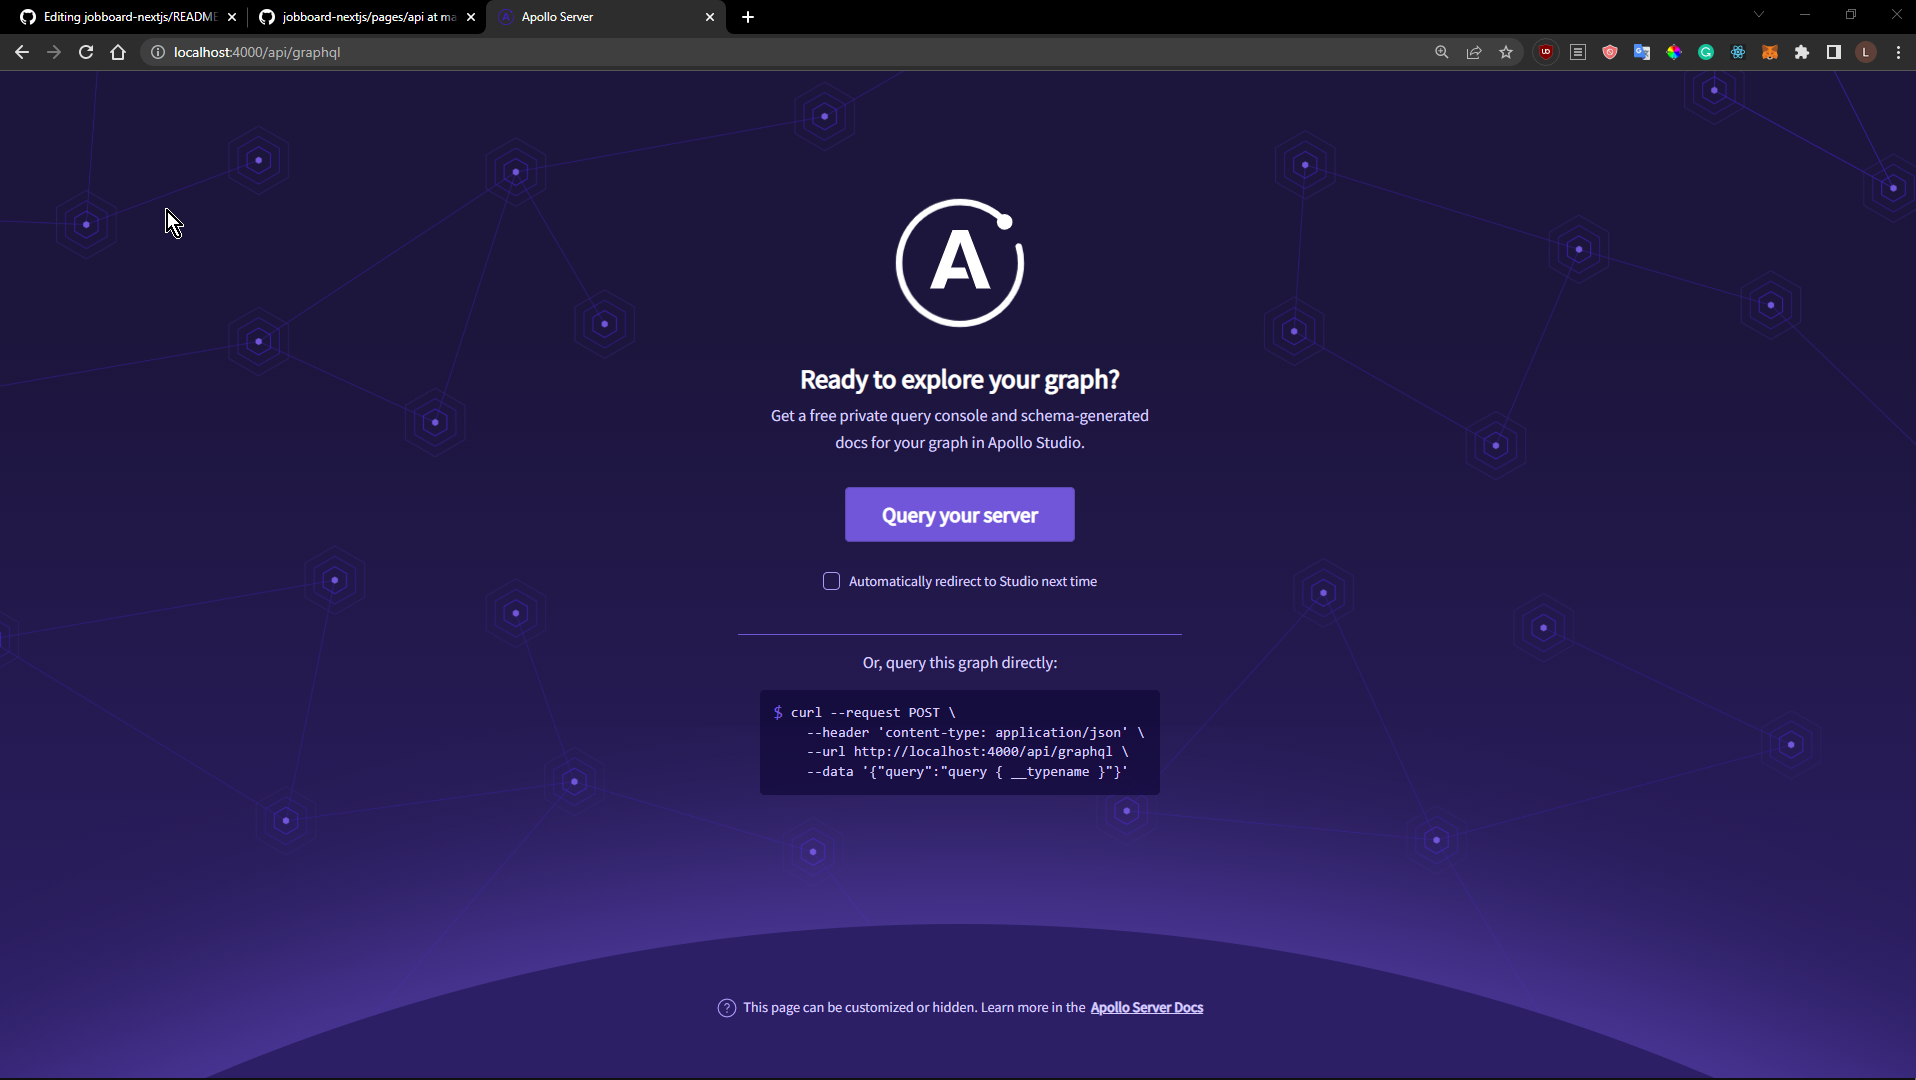 Editing jobboard-nextjs/README
jobboard-nextjs/pages/api at ma
Apollo Server
localhost:4000/api/graphql
UD
G
L
A
Ready to explore your graph?
Get a free private query console and schema-generated
docs for your graph in Apollo Studio.
Query your server
Automatically redirect to Studio next time
Or, query this graph directly:
$ curl --request POST \
--header 'content-type: application/json' \
--url http://localhost:4000/api/graphql \
--data '{"query":"query { __typename }"}'
? This page can be customized or hidden. Learn more in the Apollo Server Docs